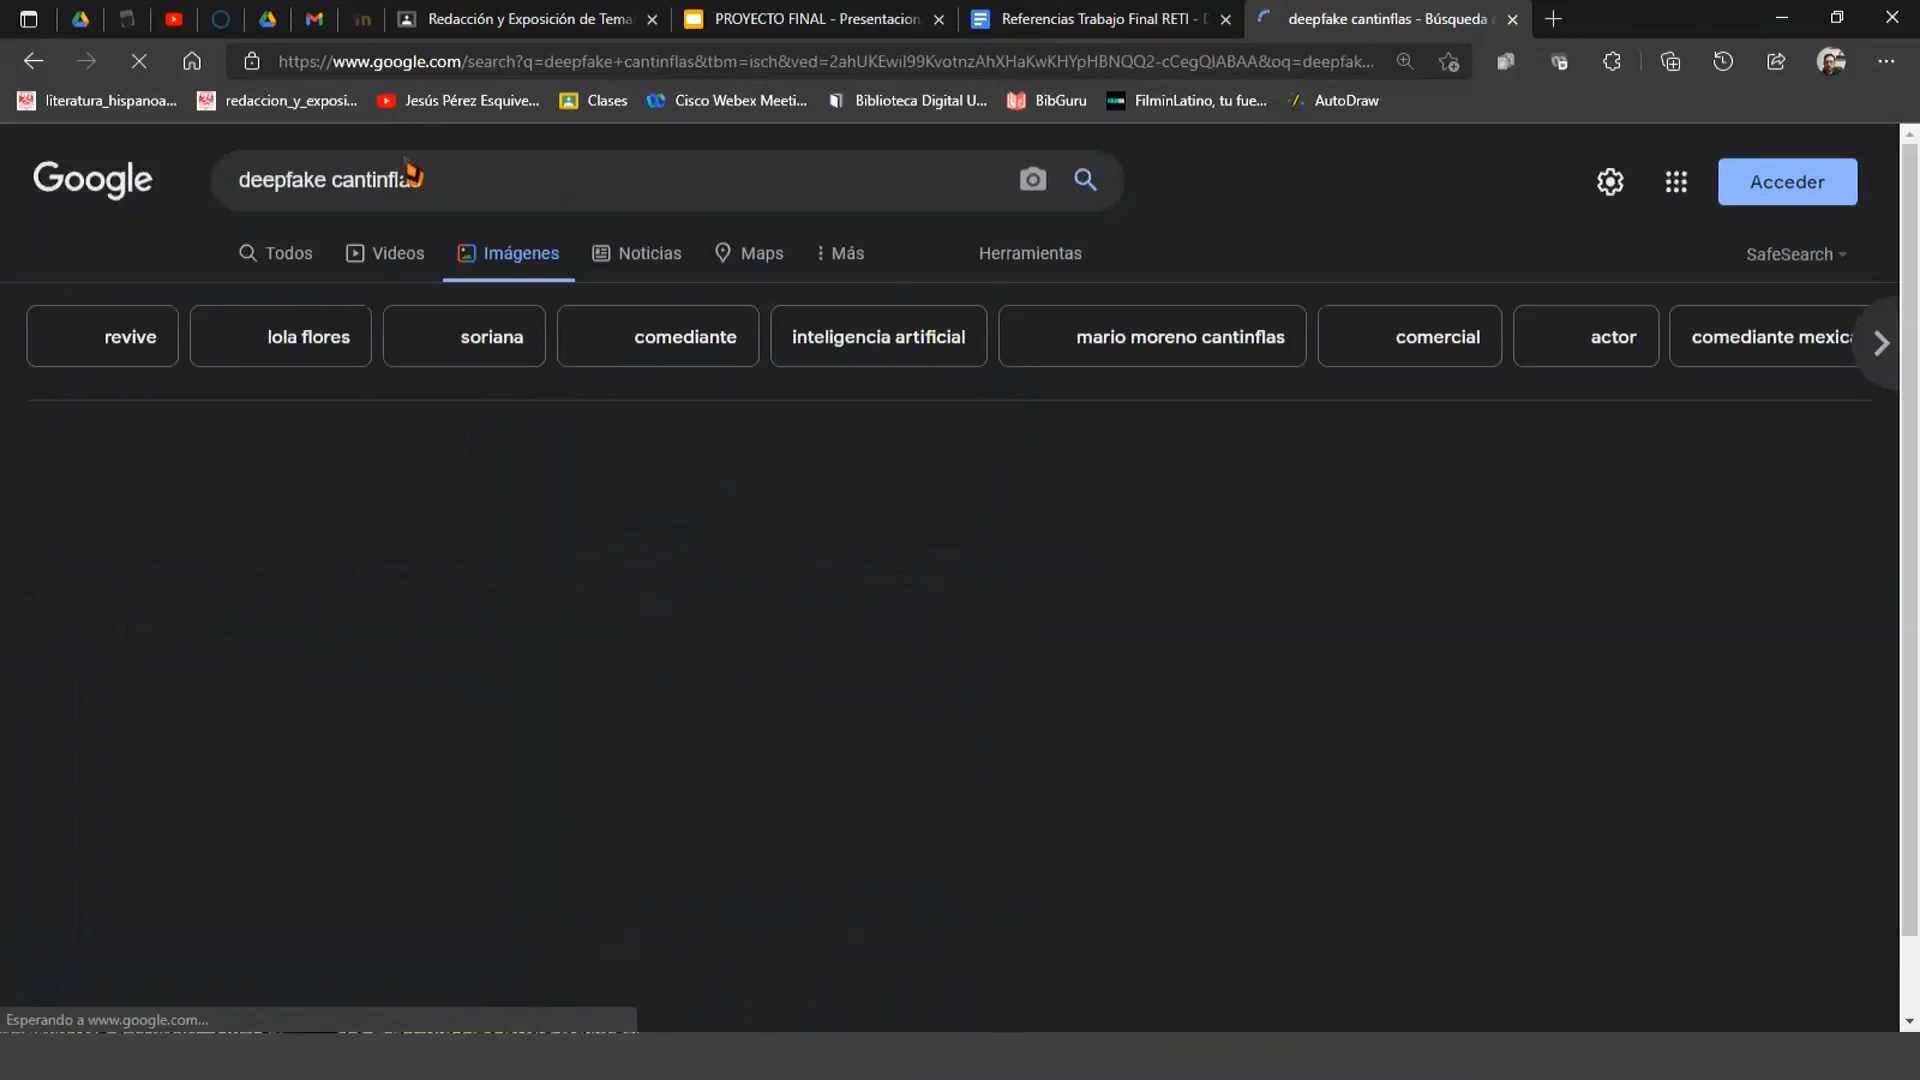 Redacción y Exposición de Tema
PROYECTO FINAL - Presentacion
Referencias Trabajo Final RETI - D
deepfake cantinflas - Búsqueda
https://www.google.com/search?q=deepfake+cantinflas&tbm=isch&ved=2ahUKEwiI99KvotnzAhXHaKwKHYpHBNQQ2-cCegQIABAA&oq=deepfak...
literatura_hispanoa...
redaccion_y_exposi...
Jesús Pérez Esquive...
Clases
Cisco Webex Meeti...
Biblioteca Digital U...
BibGuru
FilminLatino, tu fue...
AutoDraw
Google
deepfake cantinflas
Acceder
Todos
Videos
Imágenes
Noticias
Maps
Más
Herramientas
SafeSearch
revive
lola flores
soriana
comediante
inteligencia artificial
mario moreno cantinflas
comercial
actor
comediante mexica
Esperando a www.google.com...